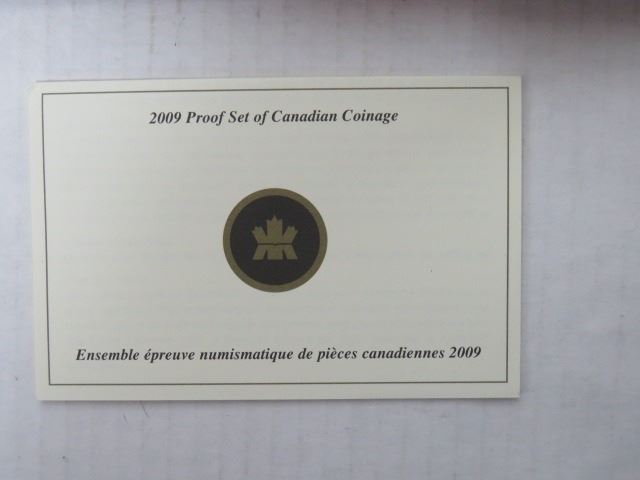 2009 Proof Set of Canadian Coinage
Ensemble épreuve numismatique de pièces canadiennes 2009